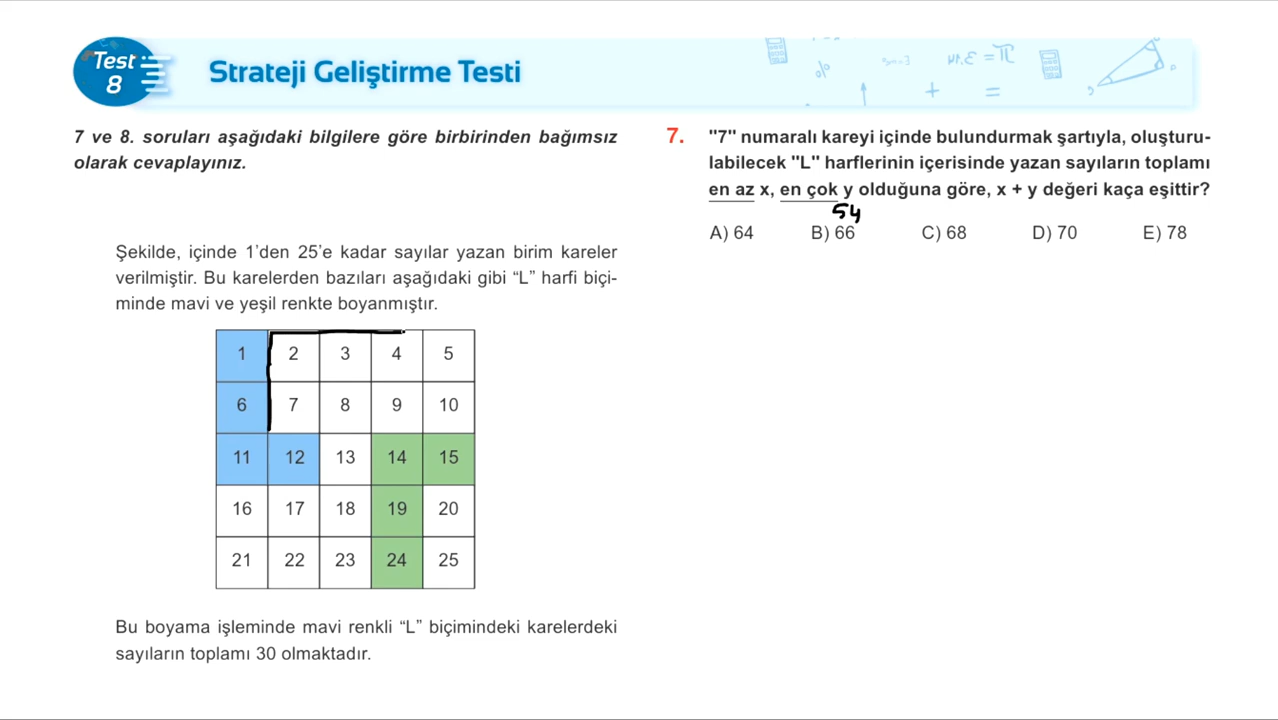 Test
8
Strateji Geliştirme Testi
7 ve 8. soruları aşağıdaki bilgilere göre birbirinden bağımsız
olarak cevaplayınız.
Şekilde, içinde 1’den 25’e kadar sayılar yazan birim kareler
verilmiştir. Bu karelerden bazıları aşağıdaki gibi “L” harfi biçi-
minde mavi ve yeşil renkte boyanmıştır.
1 2 3 4 5
6 7 8 9 10
11 12 13 14 15
16 17 18 19 20
21 22 23 24 25
Bu boyama işleminde mavi renkli “L” biçimindeki karelerdeki
sayıların toplamı 30 olmaktadır.
7. "7" numaralı kareyi içinde bulundurmak şartıyla, oluşturu-
labilecek "L" harflerinin içerisinde yazan sayıların toplamı
en az x, en çok y olduğuna göre, x + y değeri kaça eşittir?
54
A) 64 B) 66 C) 68 D) 70 E) 78